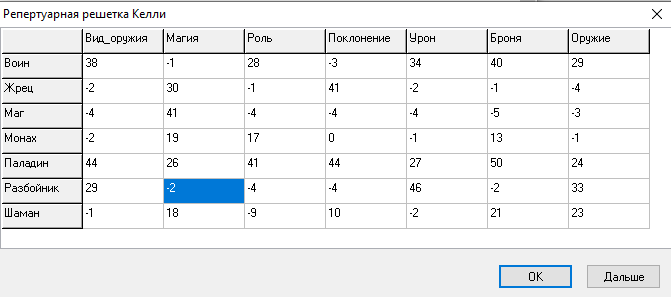 Репертуарная решетка Келли
Вид_оружия Магия Роль Поклонение Урон Броня Оружие
Воин 38 -1 28 -3 34 40 29
Жрец -2 30 -1 41 -2 -1 -4
Маг -4 41 -4 -4 -4 -5 -3
Монах -2 19 17 0 -1 13 -1
Паладин 44 26 41 44 27 50 24
Разбойник 29 -2 -4 -4 46 -2 33
Шаман -1 18 -9 10 -2 21 23
OK Дальше